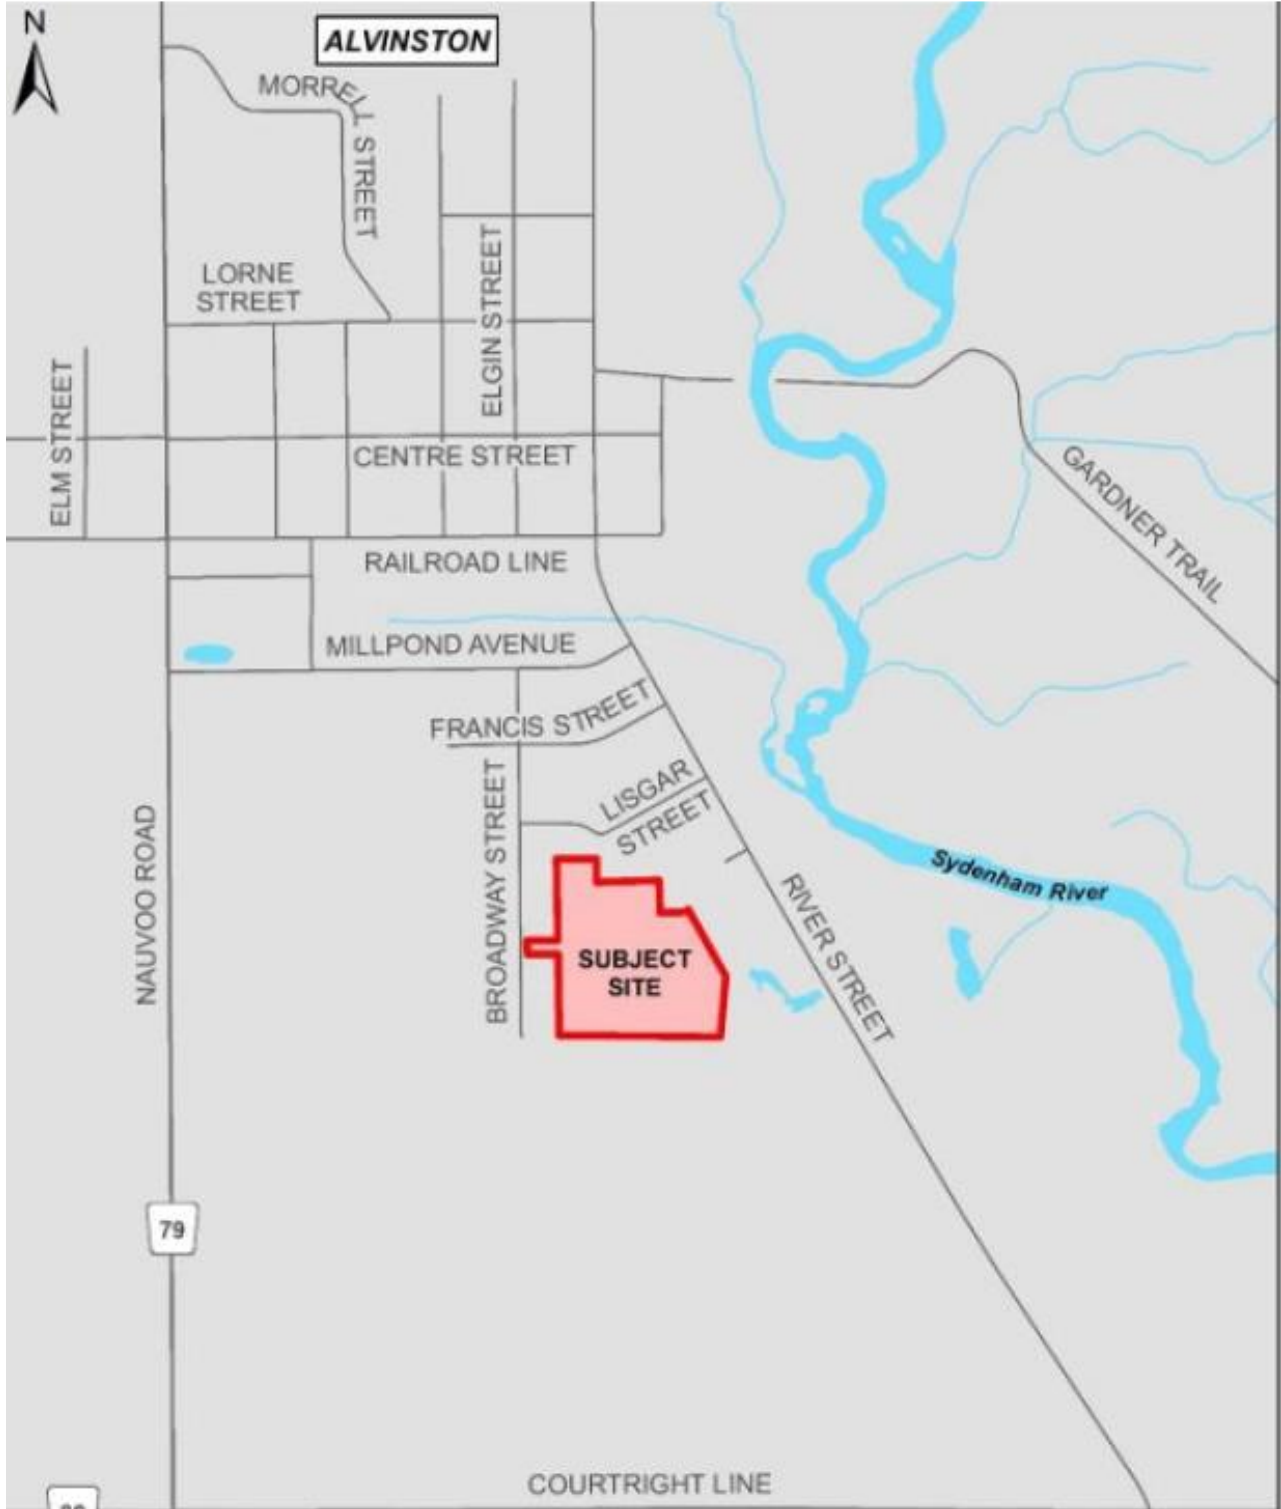 N
ALVINSTON
MORRELL STREET
LORNE
STREET
ELGIN STREET
ELM STREET
CENTRE STREET
GARDNER TRAIL
RAILROAD LINE
MILLPOND AVENUE
FRANCIS STREET
LISGAR
STREET
BROADWAY STREET
NAUVOO ROAD
Sydenham River
RIVER STREET
SUBJECT
SITE
79
COURTRIGHT LINE